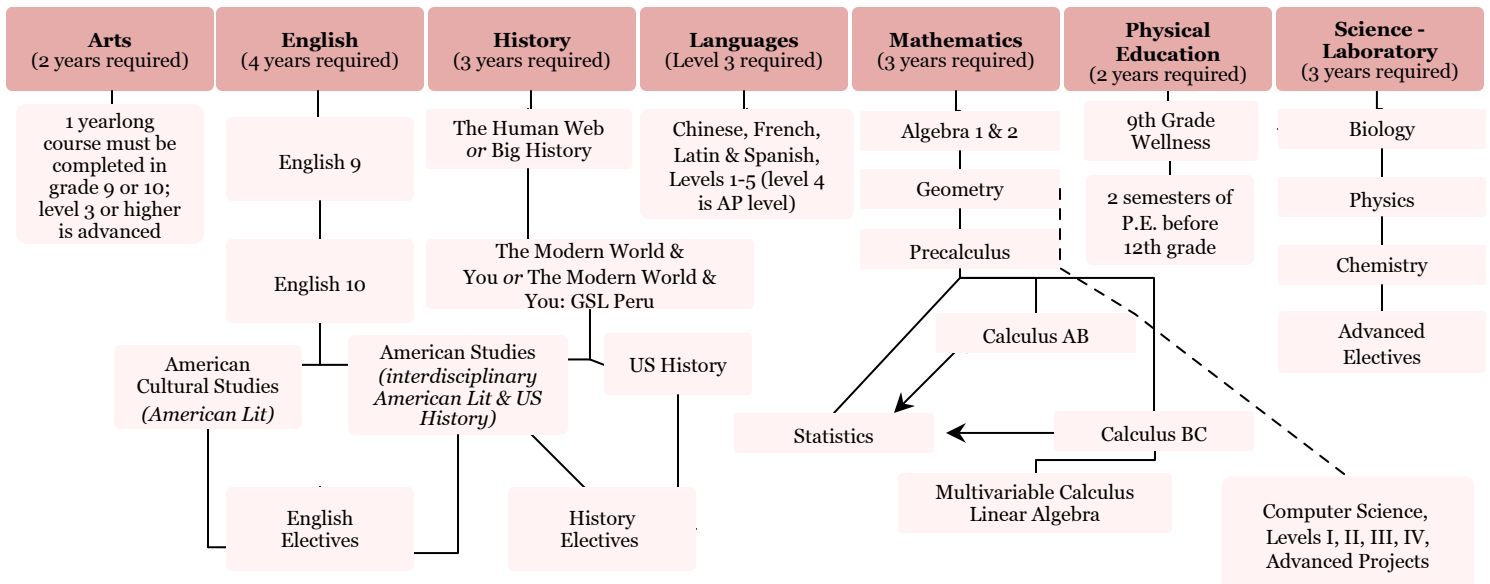 Arts
(2 years required)
1 yearlong
course must be
completed in
grade 9 or 10;
level 3 or higher
is advanced
English
(4 years required)
English 9
English 10
American
Cultural Studies
(American Lit)
American Studies
(interdisciplinary
American Lit & US
History)
English
Electives
History
(3 years required)
The Human Web
or Big History
The Modern World &
You or The Modern World &
You: GSL Peru
US History
History
Electives
Languages
(Level 3 required)
Chinese, French,
Latin & Spanish,
Levels 1-5 (level 4
is AP level)
Mathematics
(3 years required)
Algebra 1 & 2
Geometry
Precalculus
Calculus AB
Statistics
Calculus BC
Multivariable Calculus
Linear Algebra
Computer Science,
Levels I, II, III, IV,
Advanced Projects
Physical
Education
(2 years required)
9th Grade
Wellness
2 semesters of
P.E. before
12th grade
Science -
Laboratory
(3 years required)
Biology
Physics
Chemistry
Advanced
Electives